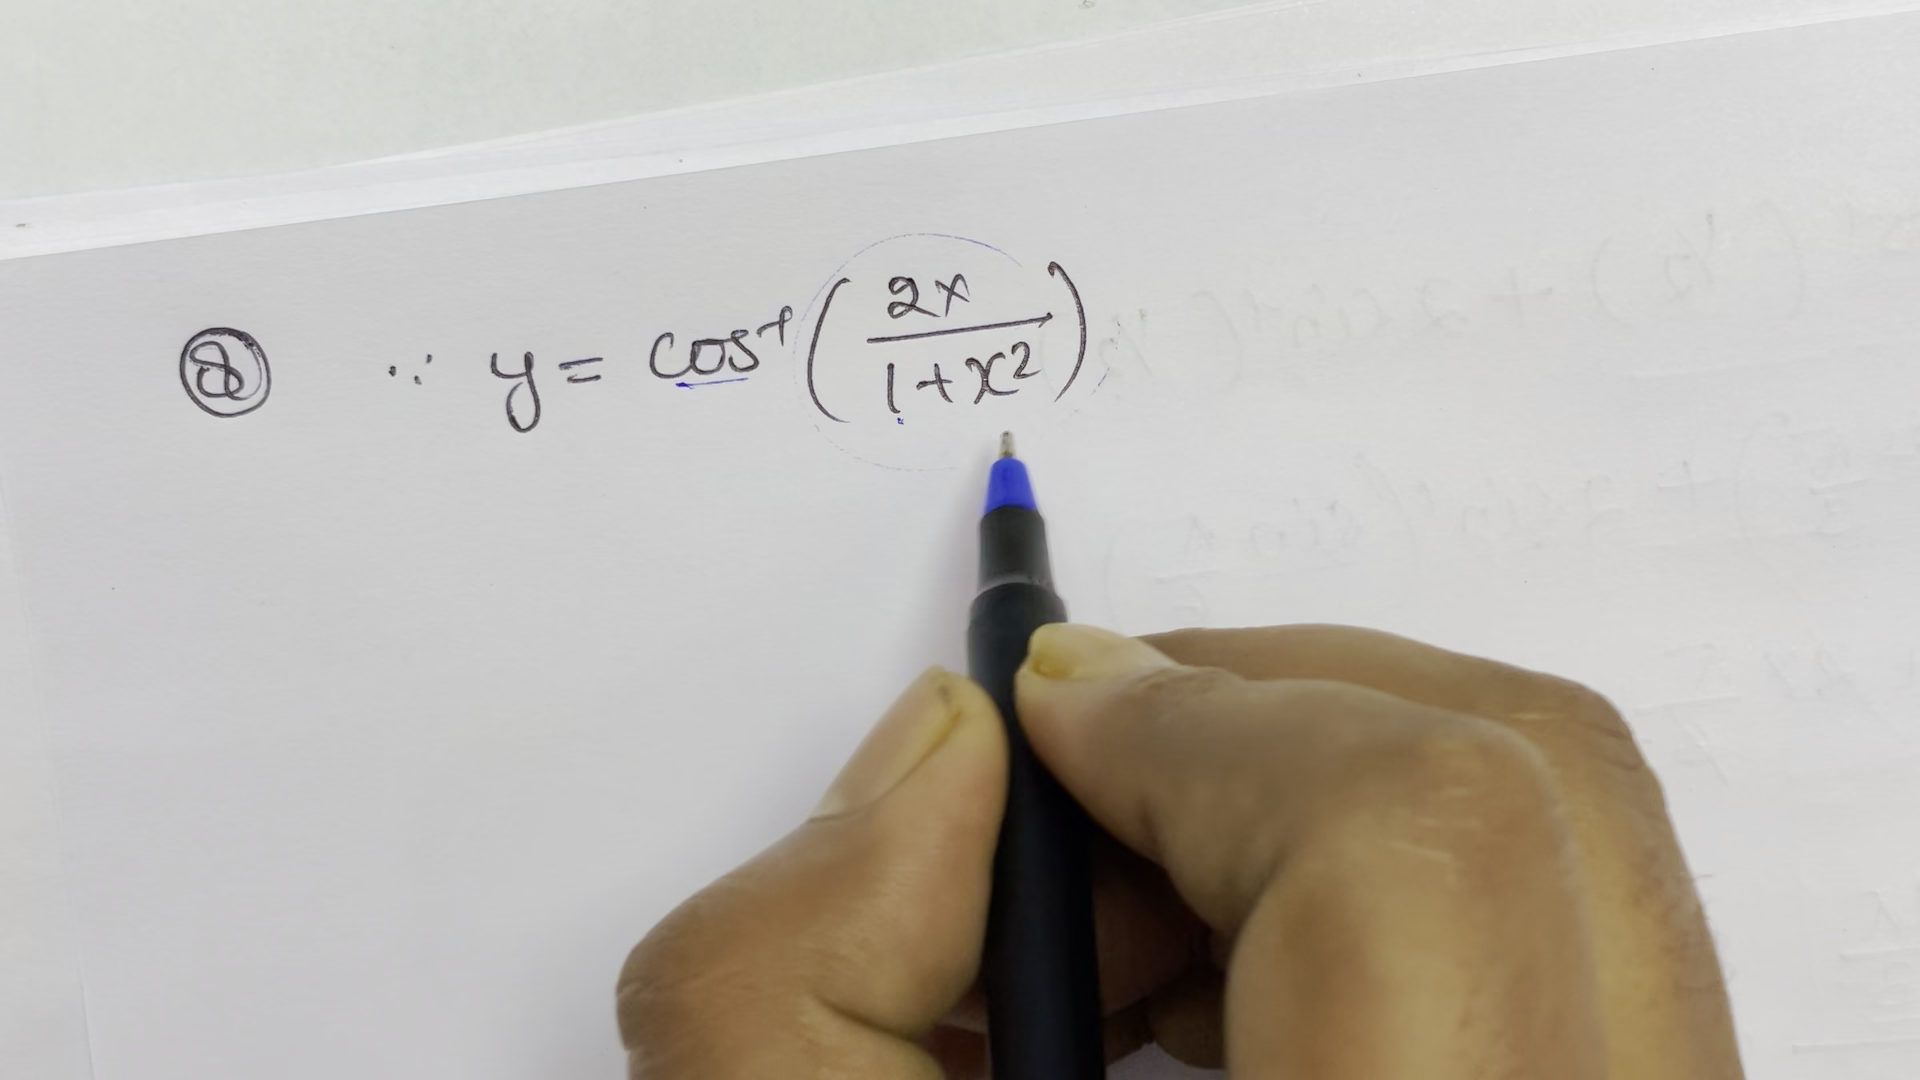 ⑧ ∵ y = cos⁻¹ ( 2x / 1+x² )